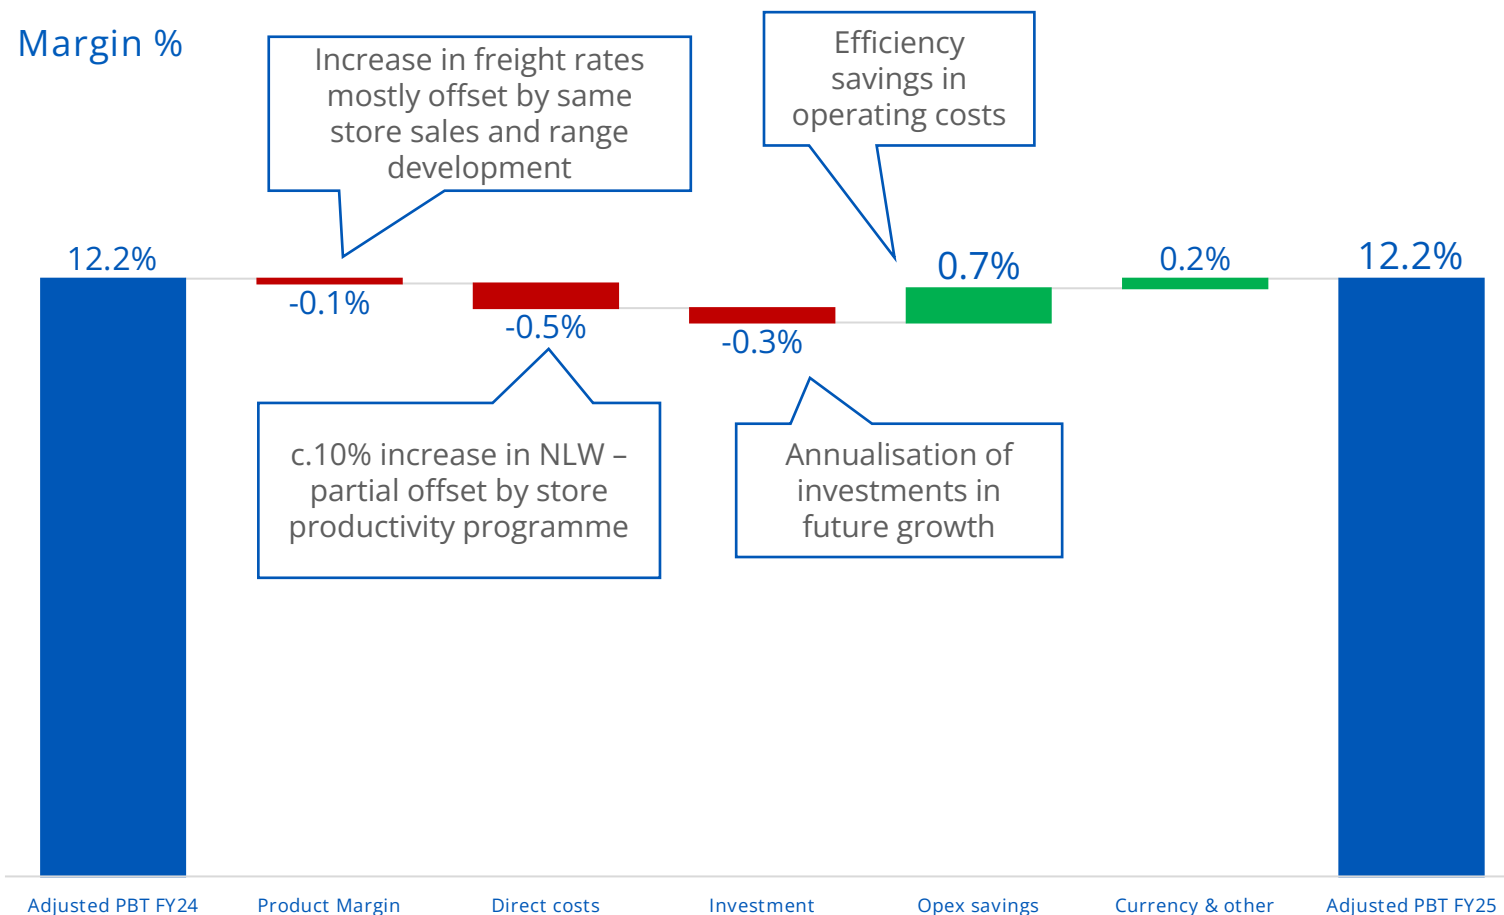 Margin %
Increase in freight rates
mostly offset by same
store sales and range
development
Efficiency
savings in
operating costs
12.2%
-0.1%
-0.5%
-0.3%
0.7%
0.2%
12.2%
c.10% increase in NLW –
partial offset by store
productivity programme
Annualisation of
investments in
future growth
Adjusted PBT FY24
Product Margin
Direct costs
Investment
Opex savings
Currency & other
Adjusted PBT FY25